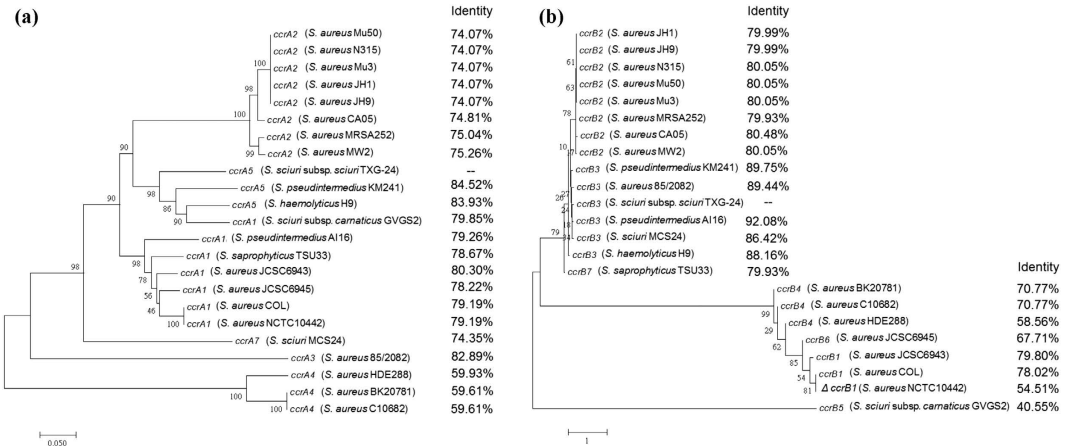 (a)
Identity
ccrA2 (S. aureus Mu50) 74.07%
ccrA2 (S. aureus N315) 74.07%
100 ccrA2 (S. aureus Mu3) 74.07%
ccrA2 (S. aureus JH1) 74.07%
98 ccrA2 (S. aureus JH9) 74.07%
100 ccrA2 (S. aureus CA05) 74.81%
ccrA2 (S. aureus MRSA252) 75.04%
99 ccrA2 (S. aureus MW2) 75.26%
90 ccrA5 (S. sciuri subsp. sciuri TXG-24) --
98 ccrA5 (S. pseudintermedius KM241) 84.52%
86 ccrA5 (S. haemolyticus H9) 83.93%
90 ccrA1 (S. sciuri subsp. carnaticus GVGS2) 79.85%
90 ccrA1 (S. pseudintermedius AI16) 79.26%
98 ccrA1 (S. saprophyticus TSU33) 78.67%
98 78 ccrA1 (S. aureus JCSC6943) 80.30%
56 ccrA1 (S. aureus JCSC6945) 78.22%
46 ccrA1 (S. aureus COL) 79.19%
100 ccrA1 (S. aureus NCTC10442) 79.19%
ccrA7 (S. sciuri MCS24) 74.35%
ccrA3 (S. aureus 85/2082) 82.89%
ccrA4 (S. aureus HDE288) 59.93%
100 ccrA4 (S. aureus BK20781) 59.61%
100 ccrA4 (S. aureus C10682) 59.61%
0.050
(b)
Identity
ccrB2 (S. aureus JH1) 79.99%
ccrB2 (S. aureus JH9) 79.99%
61 ccrB2 (S. aureus N315) 80.05%
63 ccrB2 (S. aureus Mu50) 80.05%
ccrB2 (S. aureus Mu3) 80.05%
78 ccrB2 (S. aureus MRSA252) 79.93%
ccrB2 (S. aureus CA05) 80.48%
10 ccrB2 (S. aureus MW2) 80.05%
ccrB3 (S. pseudintermedius KM241) 89.75%
27 ccrB3 (S. aureus 85/2082) 89.44%
26 24 ccrB3 (S. sciuri subsp. sciuri TXG-24) --
18 ccrB3 (S. pseudintermedius AI16) 92.08%
79 ccrB3 (S. sciuri MCS24) 86.42%
ccrB3 (S. haemolyticus H9) 88.16%
ccrB7 (S. saprophyticus TSU33) 79.93%
Identity
ccrB4 (S. aureus BK20781) 70.77%
99 ccrB4 (S. aureus C10682) 70.77%
29 ccrB4 (S. aureus HDE288) 58.56%
62 ccrB6 (S. aureus JCSC6945) 67.71%
85 ccrB1 (S. aureus JCSC6943) 79.80%
54 ccrB1 (S. aureus COL) 78.02%
81 Δ ccrB1 (S. aureus NCTC10442) 54.51%
ccrB5 (S. sciuri subsp. carnaticus GVGS2) 40.55%
1